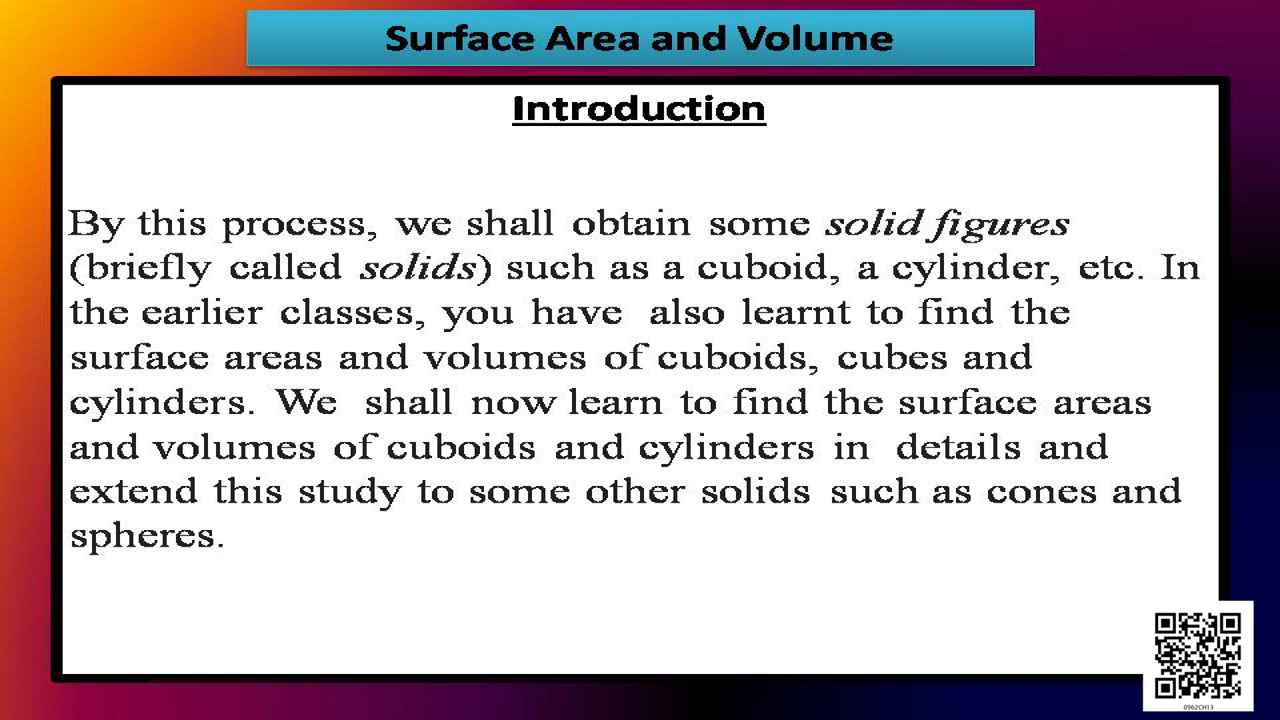 Surface Area and Volume
Introduction
By this process, we shall obtain some solid figures
(briefly called solids) such as a cuboid, a cylinder, etc. In
the earlier classes, you have also learnt to find the
surface areas and volumes of cuboids, cubes and
cylinders. We shall now learn to find the surface areas
and volumes of cuboids and cylinders in details and
extend this study to some other solids such as cones and
spheres.
0962CH13